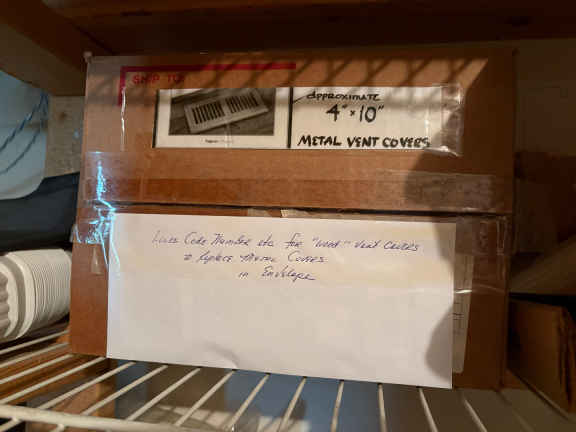 SHIP TO:
Approximate
4" x 10"
METAL VENT COVERS
Lowes Code Number etc. for "wood" vent covers
to Replace Metal Covers
in Envelope